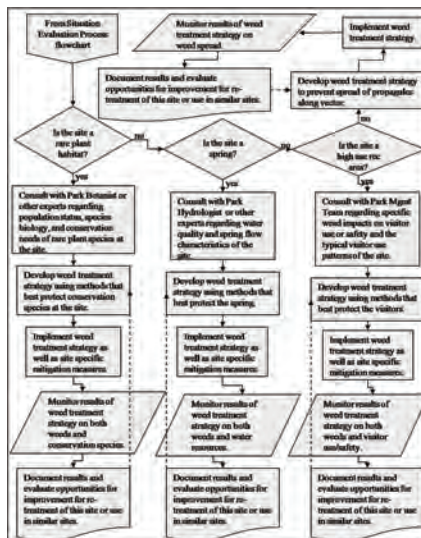 From Situation
Evaluation Process
flowchart
Monitor results of weed
treatment strategy on
weed spread.
Implement weed
treatment strategy.
Document results and evaluate
opportunities for improvement for re-
treatment of this site or use in similar sites.
Develop weed treatment strategy
to prevent spread of propagules
along vector.
Is the site a
rare plant
habitat?
no
Is the site a
spring?
no
Is the site a
high use rec
area?
no
yes
yes
yes
Consult with Park Botanist or
other experts regarding
population status, species
biology, and conservation
needs of rare plant species at
the site.
Consult with Park
Hydrologist or other
experts regarding water
quality and spring flow
characteristics of the
site.
Consult with Park Mgmt
Team regarding specific
weed impacts on visitor
use or safety and the
typical visitor use
patterns of the site.
Develop weed treatment
strategy using methods that
best protect conservation
species at the site.
Develop weed treatment
strategy using methods that
best protect the spring.
Develop weed treatment
strategy using methods that
best protect the visitors.
Implement weed
treatment strategy as
well as site specific
mitigation measures.
Implement weed
treatment strategy as
well as site specific
mitigation measures.
Implement weed
treatment strategy as
well as site specific
mitigation measures.
Monitor results of
weed treatment
strategy on both
weeds and
conservation species.
Monitor results of
weed treatment
strategy on both
weeds and water
resources.
Monitor results of
weed treatment
strategy on both
weeds and visitor
use/safety.
Document results and
evaluate opportunities for
improvement for re-
treatment of this site or use
in similar sites.
Document results and
evaluate opportunities for
improvement for re-
treatment of this site or use
in similar sites.
Document results and
evaluate opportunities for
improvement for re-
treatment of this site or use
in similar sites.